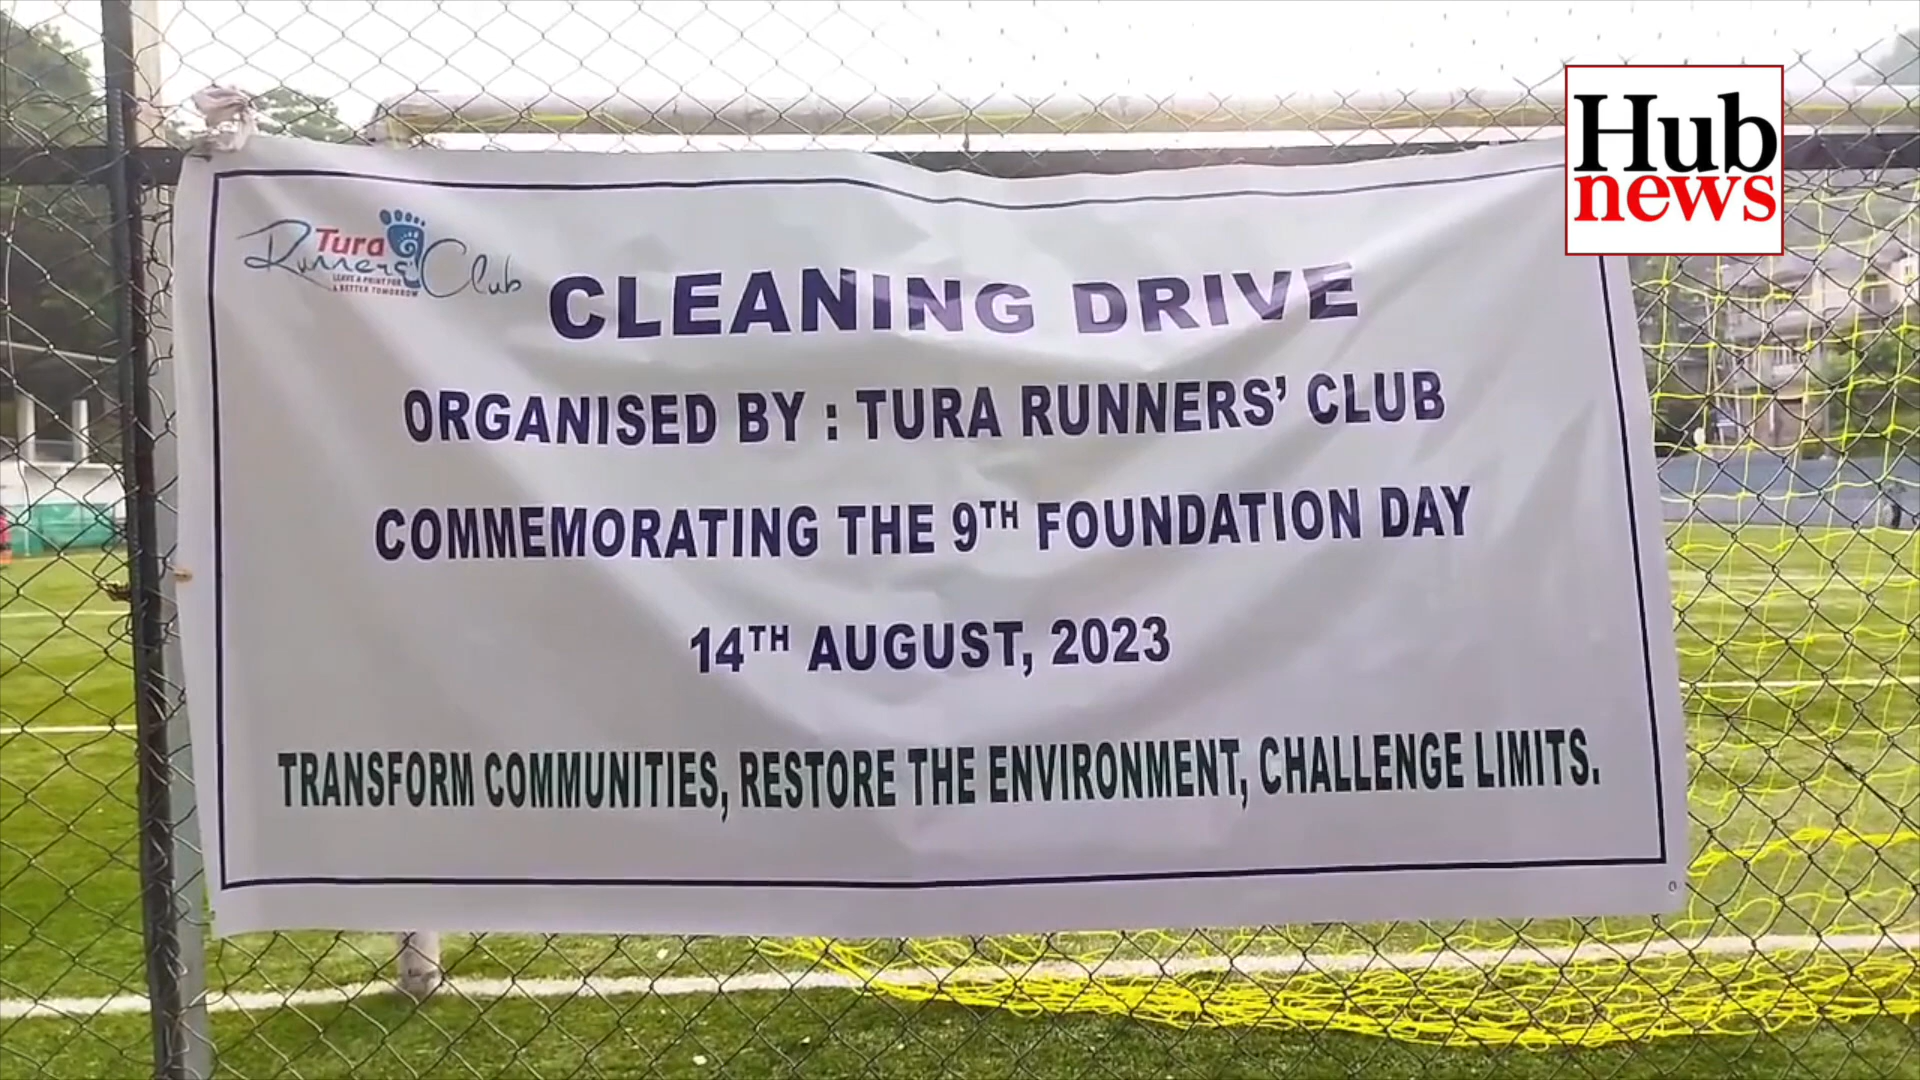 Hub
news
Tura
Runners' Club
LEAVE A PRINT FOR
A BETTER TOMORROW
CLEANING DRIVE
ORGANISED BY : TURA RUNNERS' CLUB
COMMEMORATING THE 9TH FOUNDATION DAY
14TH AUGUST, 2023
TRANSFORM COMMUNITIES, RESTORE THE ENVIRONMENT, CHALLENGE LIMITS.